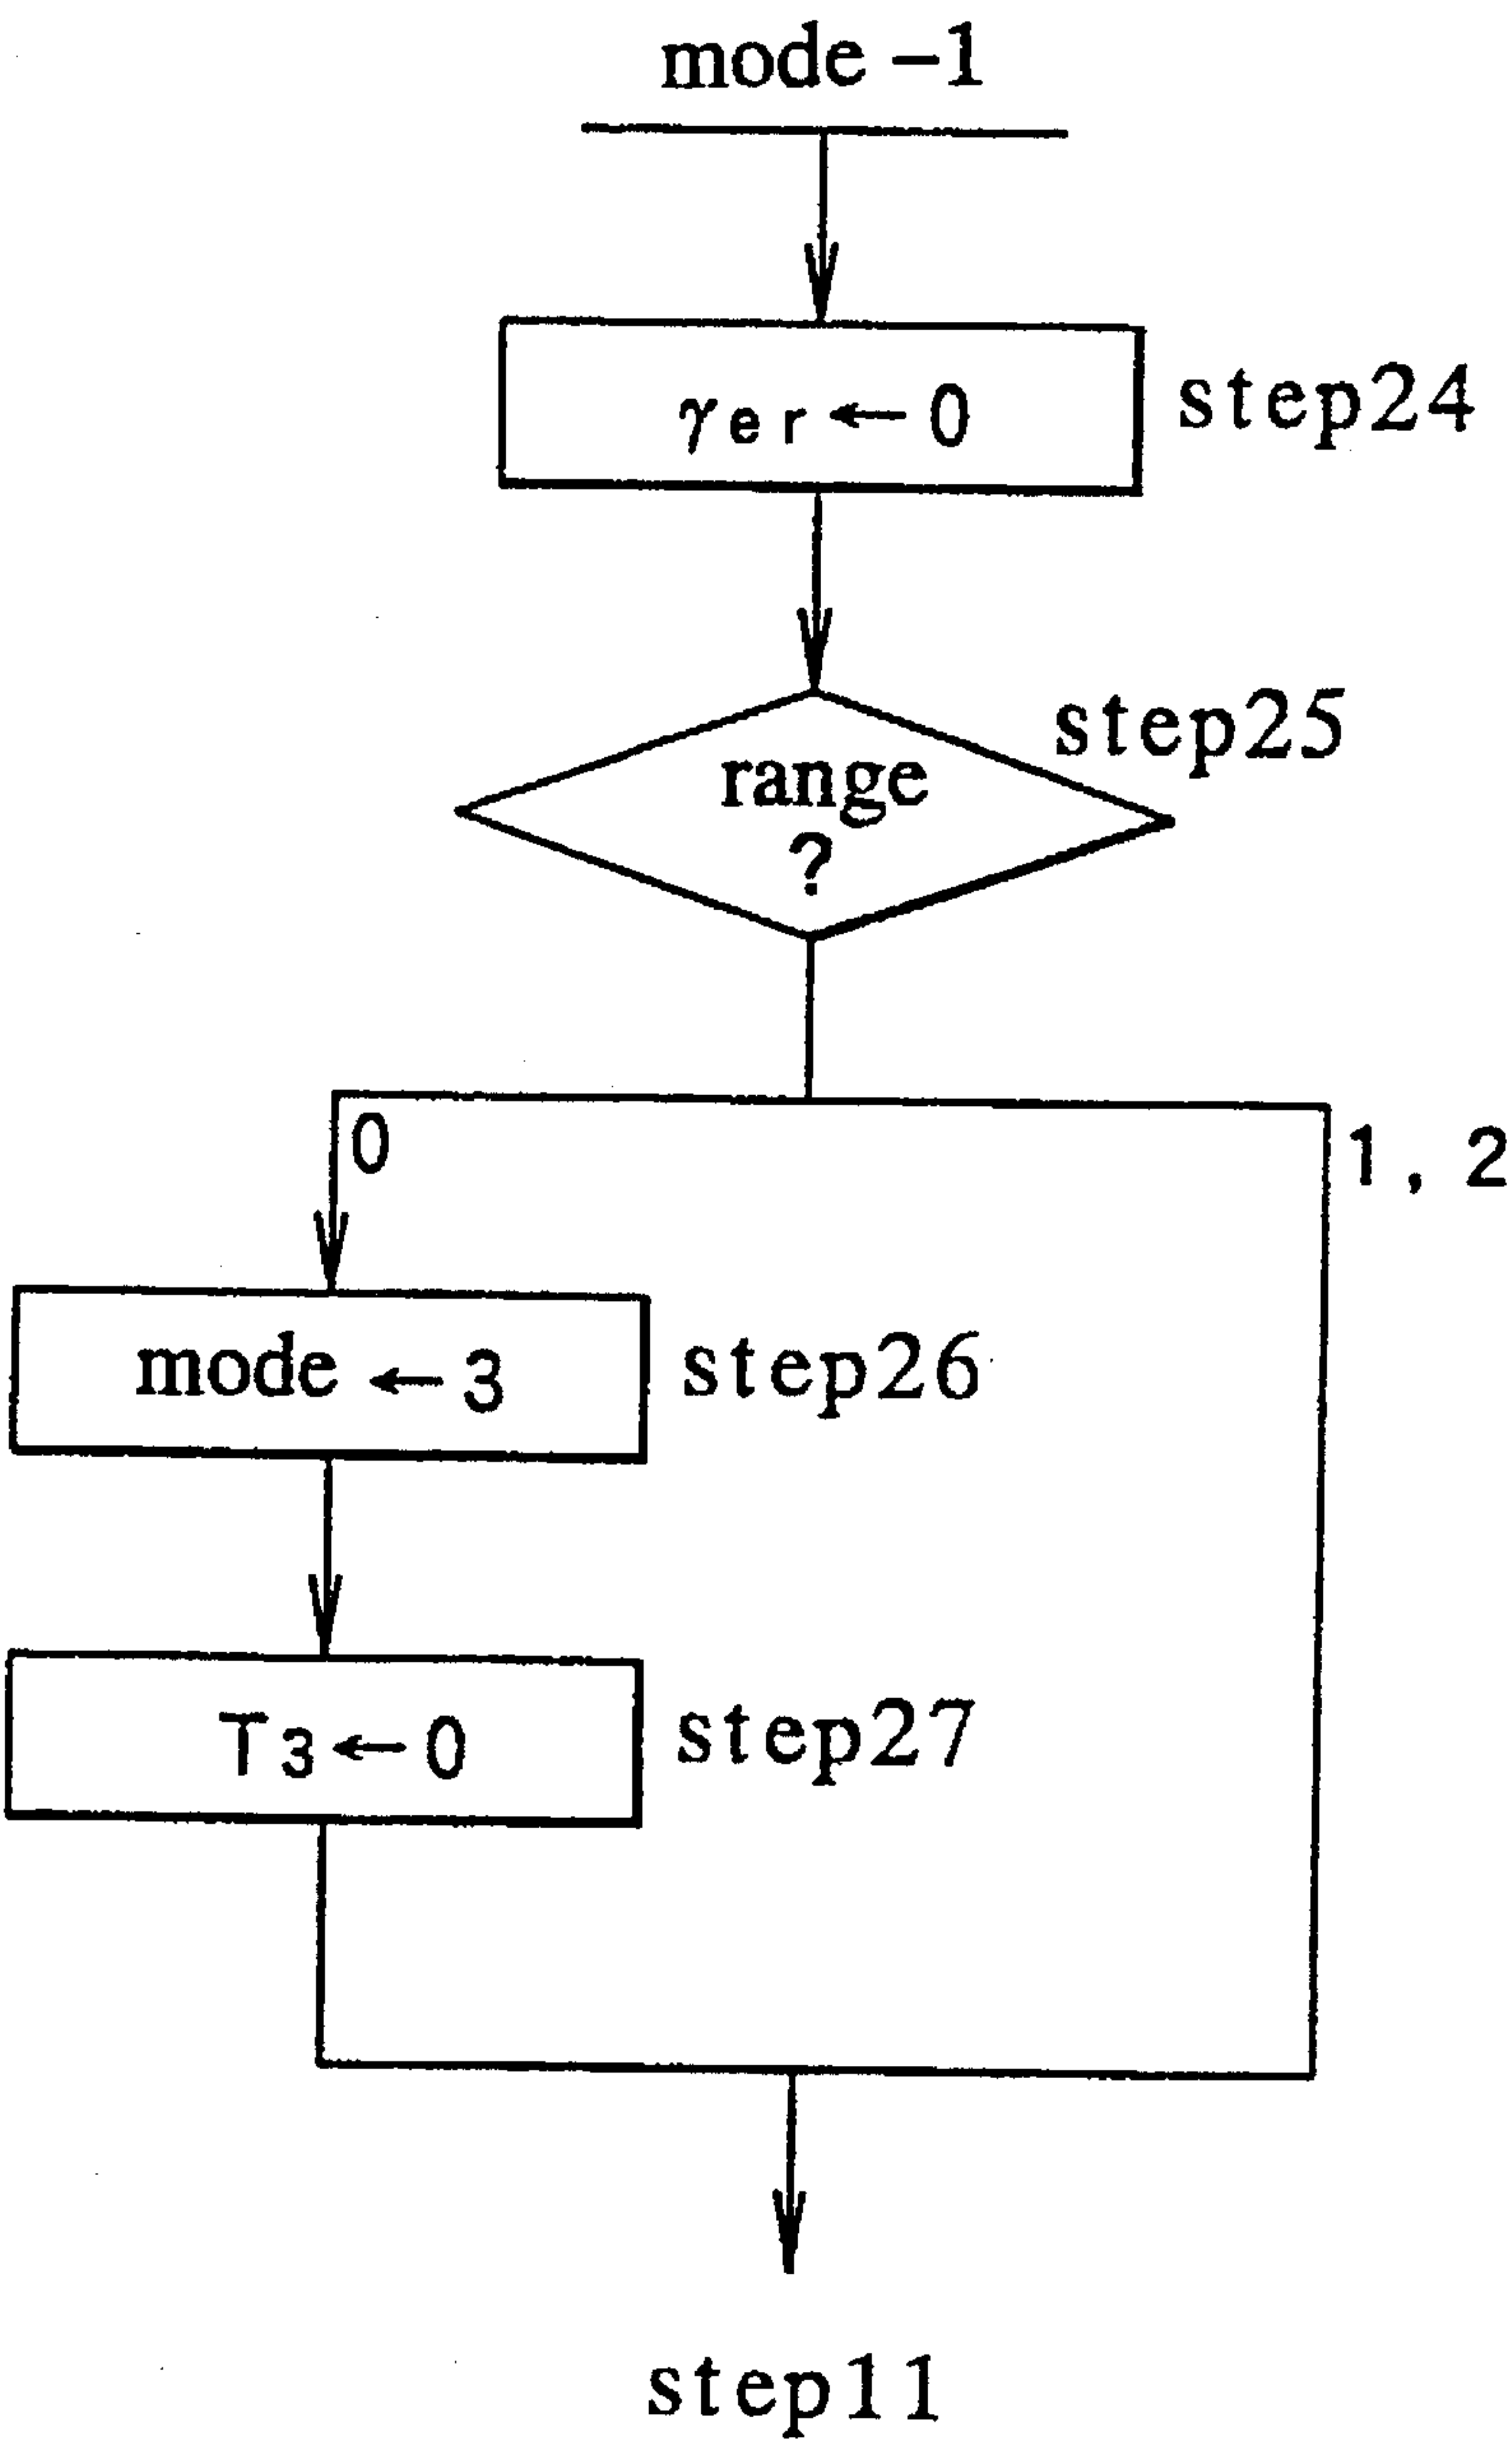 mode -1
γer←0
step24
step25
range
?
0
1, 2
mode ← 3
step26
T3←0
step27
step11